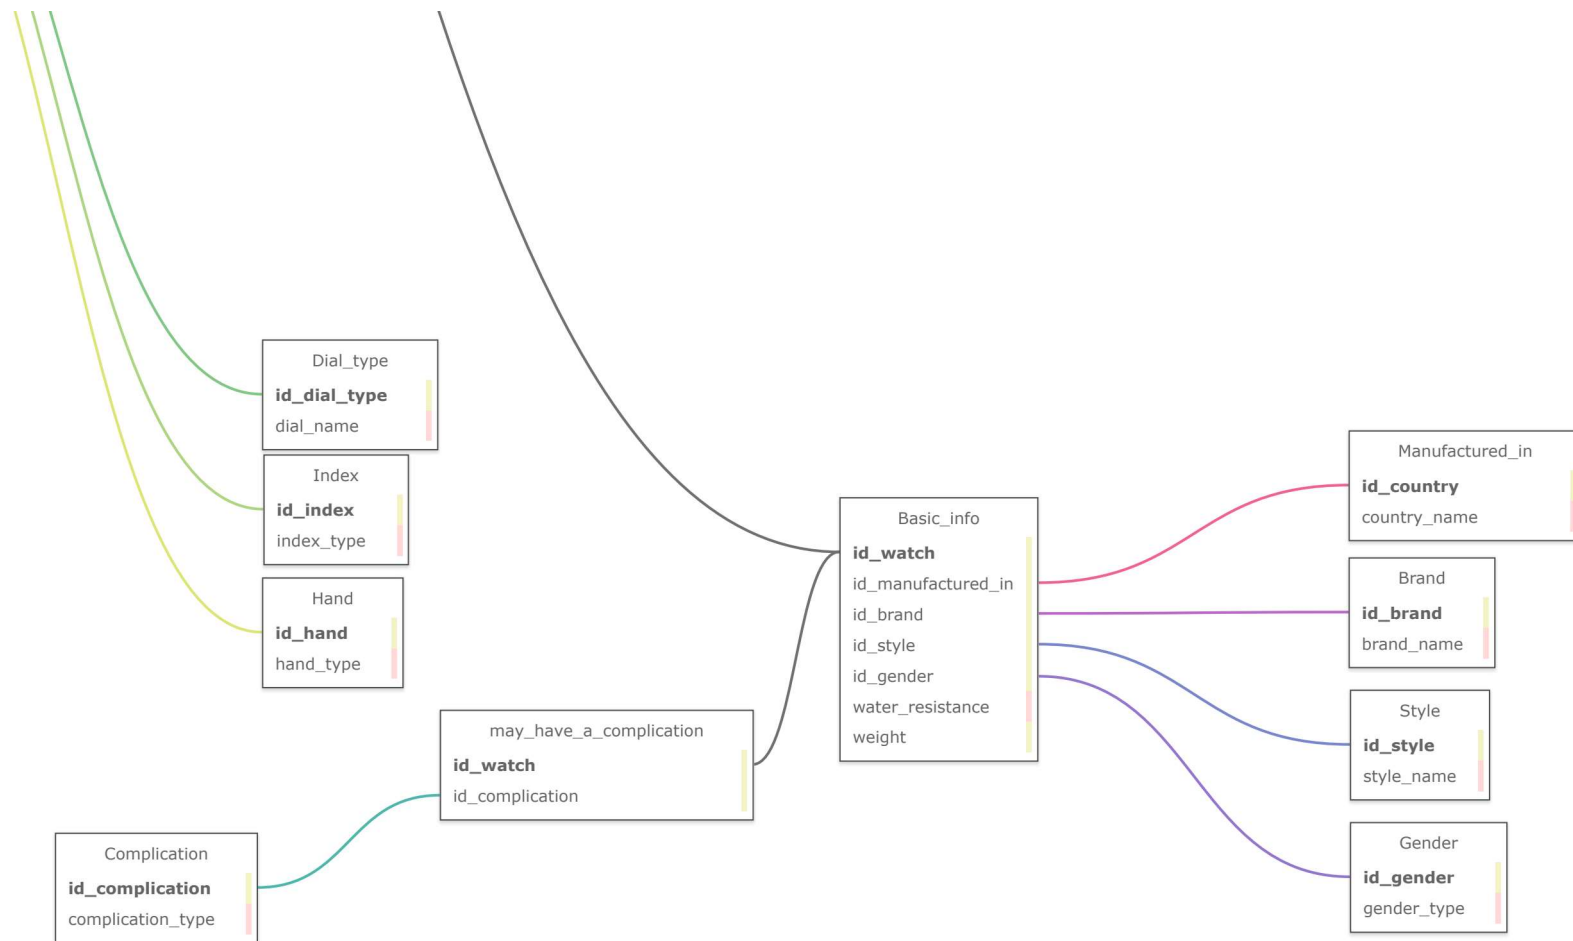 Dial_type
id_dial_type
dial_name
Index
id_index
index_type
Hand
id_hand
hand_type
may_have_a_complication
id_watch
id_complication
Complication
id_complication
complication_type
Basic_info
id_watch
id_manufactured_in
id_brand
id_style
id_gender
water_resistance
weight
Manufactured_in
id_country
country_name
Brand
id_brand
brand_name
Style
id_style
style_name
Gender
id_gender
gender_type